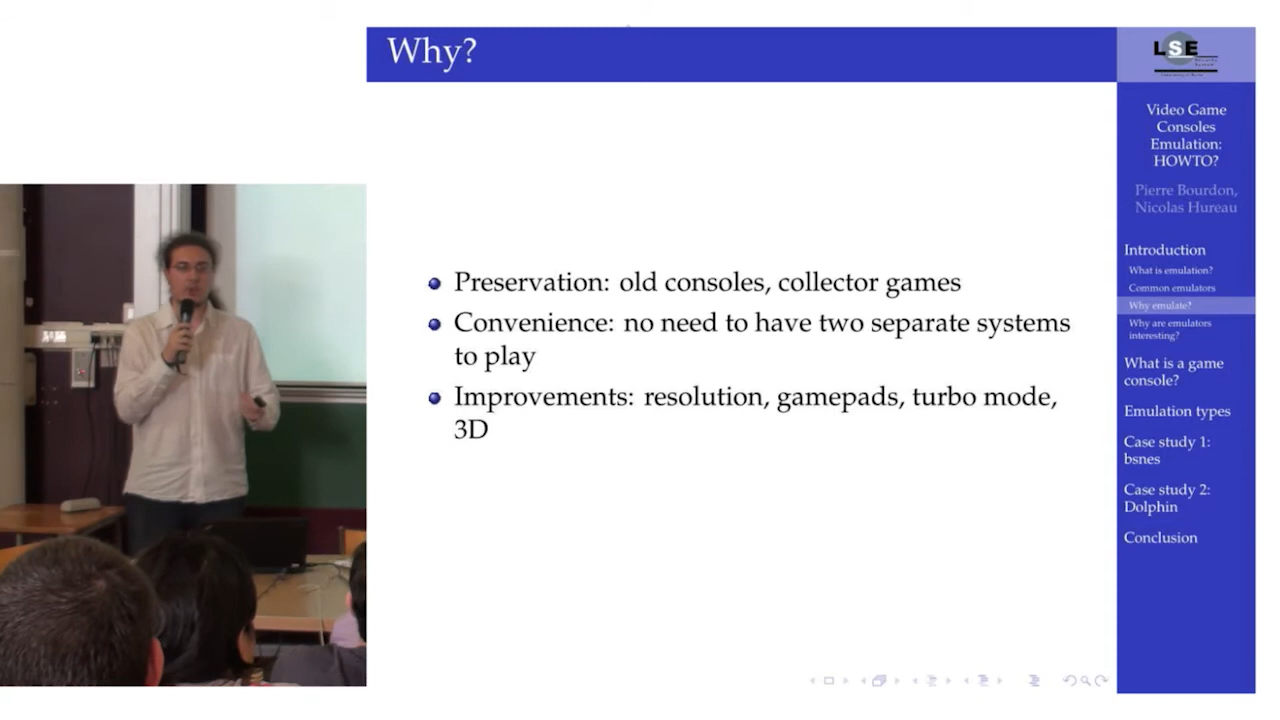 Why?
Preservation: old consoles, collector games
Convenience: no need to have two separate systems
to play
Improvements: resolution, gamepads, turbo mode,
3D
LSE
Video Game
Consoles
Emulation:
HOWTO?
Pierre Bourdon,
Nicolas Hureau
Introduction
What is emulation?
Common emulators
Why emulate?
Why are emulators
interesting?
What is a game
console?
Emulation types
Case study 1:
bsnes
Case study 2:
Dolphin
Conclusion